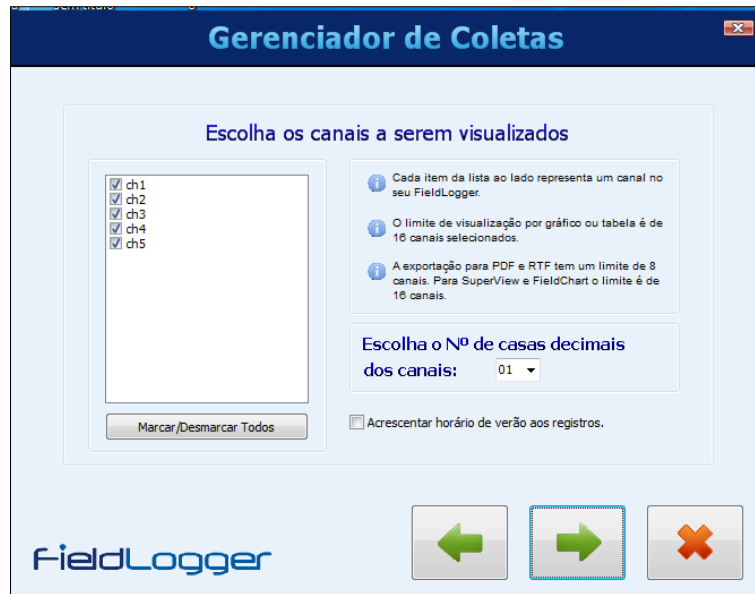 Gerenciador de Coletas
Escolha os canais a serem visualizados
ch1
ch2
ch3
ch4
ch5
Marcar/Desmarcar Todos
Cada item da lista ao lado representa um canal no
seu FieldLogger.
O limite de visualização por gráfico ou tabela é de
16 canais selecionados.
A exportação para PDF e RTF tem um limite de 8
canais. Para SuperView e FieldChart o limite é de
16 canais.
Escolha o Nº de casas decimais
dos canais: 01
Acrescentar horário de verão aos registros.
FieldLogger